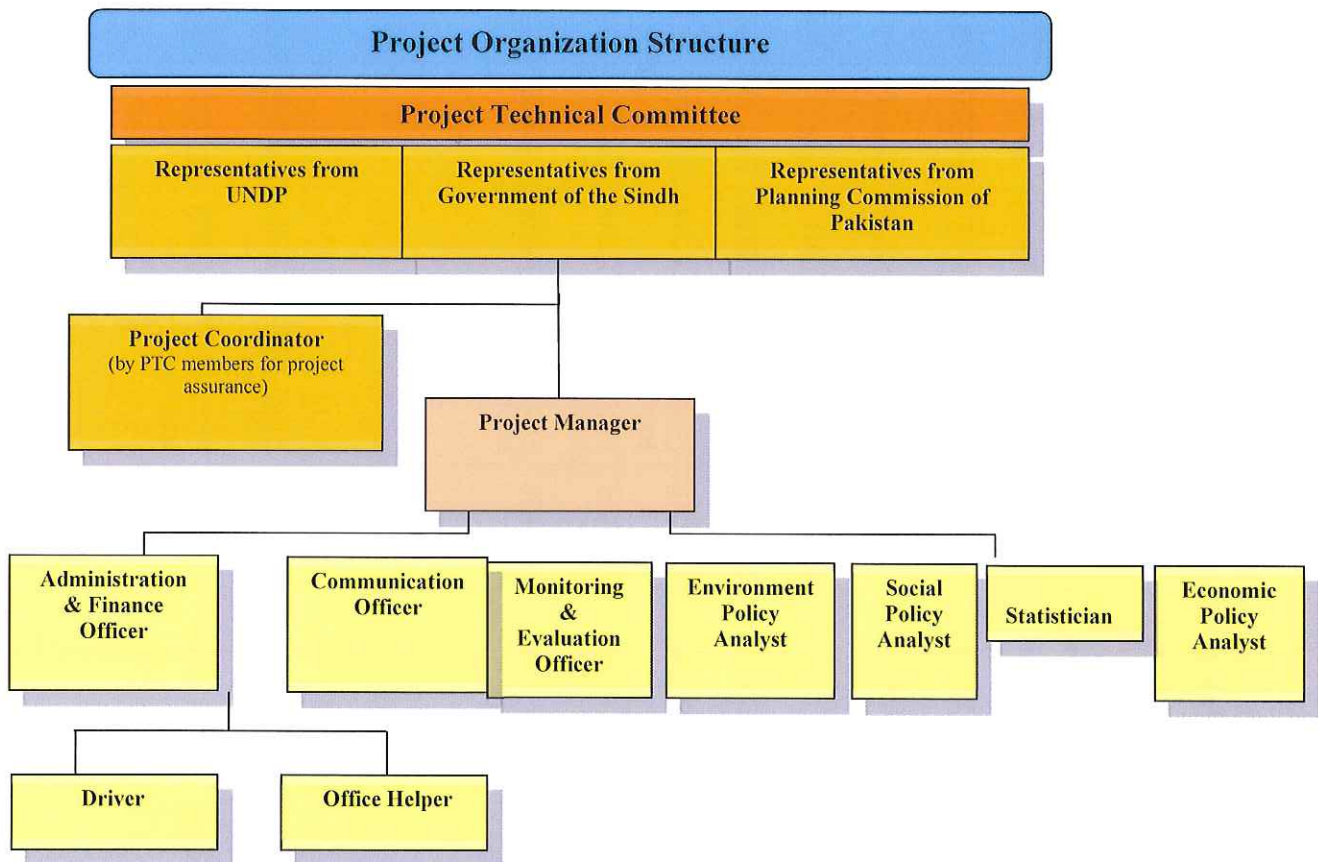 Project Organization Structure
Project Technical Committee
Representatives from
UNDP
Representatives from
Government of the Sindh
Representatives from
Planning Commission of
Pakistan
Project Coordinator
(by PTC members for project
assurance)
Project Manager
Administration
& Finance
Officer
Communication
Officer
Monitoring
&
Evaluation
Officer
Environment
Policy
Analyst
Social
Policy
Analyst
Statistician
Economic
Policy
Analyst
Driver
Office Helper